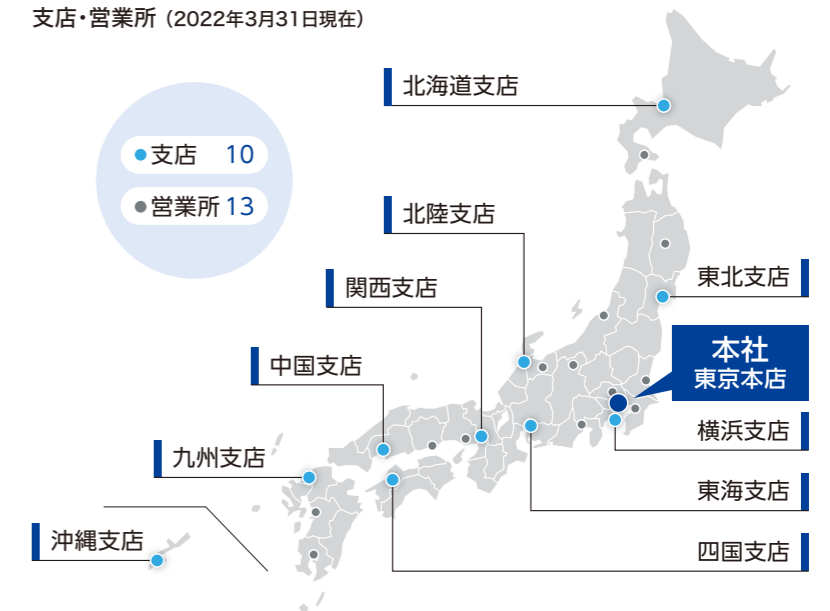 支店・営業所（2022年3月31日現在）
支店 10
営業所 13
北海道支店
北陸支店
東北支店
関西支店
本社
東京本店
中国支店
横浜支店
九州支店
東海支店
沖縄支店
四国支店